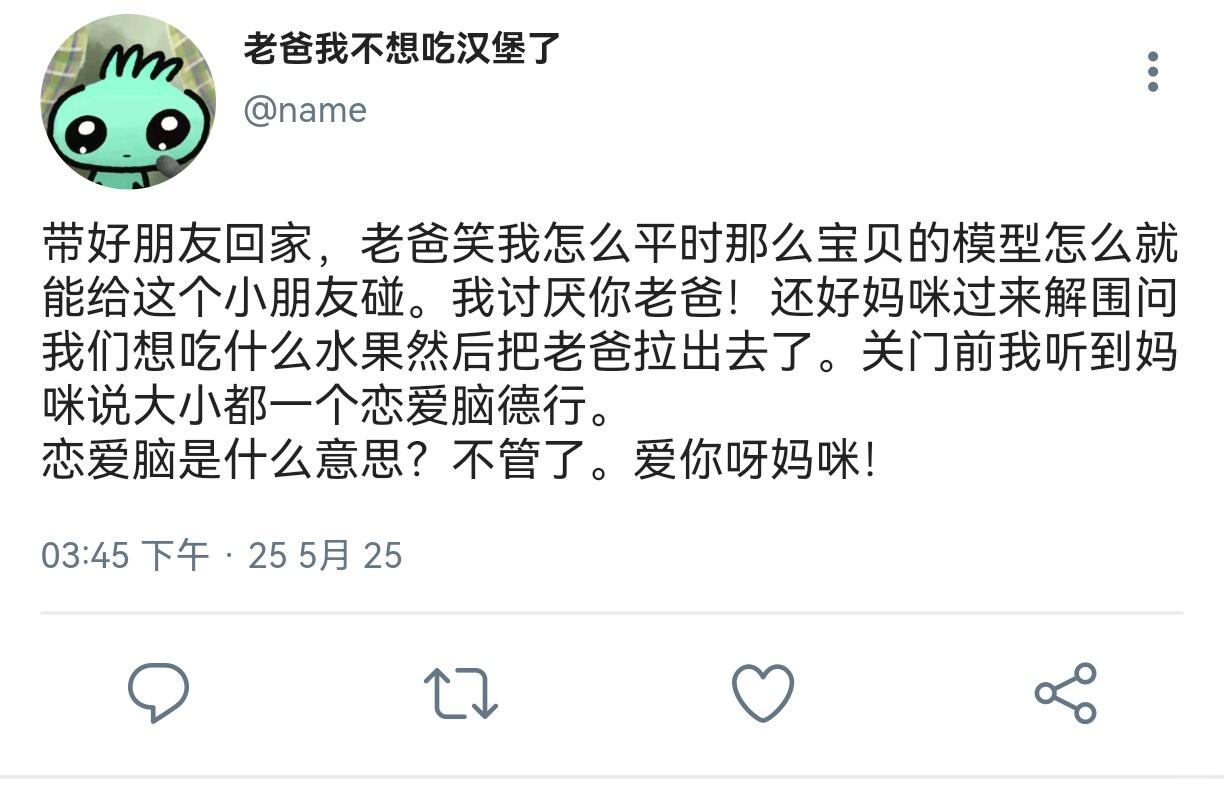 老爸我不想吃汉堡了
@name
带好朋友回家，老爸笑我怎么平时那么宝贝的模型怎么就
能给这个小朋友碰。我讨厌你老爸！还好妈咪过来解围问
我们想吃什么水果然后把老爸拉出去了。关门前我听到妈
咪说大小都一个恋爱脑德行。
恋爱脑是什么意思？不管了。爱你呀妈咪！
03:45 下午 · 25 5月 25